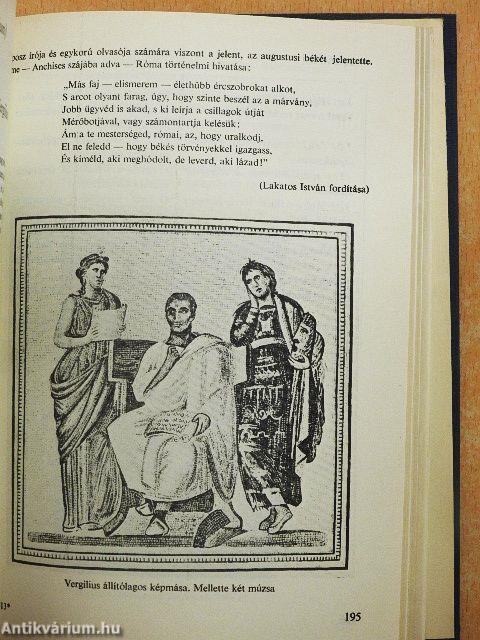 posz írója és egykorú olvasója számára viszont a jelent, az augustusi békét jelentette,
me — Anchises szájába adva — Róma történelmi hivatása:
„Más faj — elismerem — élethűbb ércszobrokat alkot,
S arcot olyant farag, úgy, hogy szinte beszél az a márvány,
Jobb ügyvéd is akad, s ki leírja a csillagok útját
Mérőbotjával, vagy számontartja kelésük:
Ám a te mesterséged, római, az, hogy uralkodj.
El ne feledd — hogy békés törvényekkel igazgass,
És kíméld, aki meghódolt, de leverd, aki lázad!”
(Lakatos István fordítása)
Vergilius állítólagos képmása. Mellette két múzsa
13*
195
Antikvárium.hu